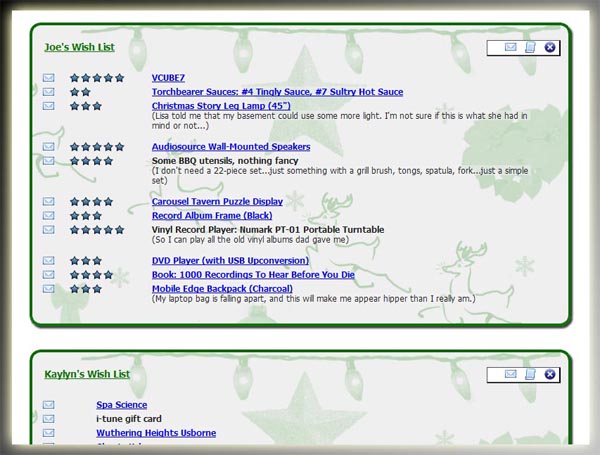 Joe's Wish List
VCUBE7
Torchbearer Sauces: #4 Tingly Sauce, #7 Sultry Hot Sauce
Christmas Story Leg Lamp (45")
(Lisa told me that my basement could use some more light. I'm not sure if this is what she had in
mind or not...)
Audiosource Wall-Mounted Speakers
Some BBQ utensils, nothing fancy
(I don't need a 22-piece set...just something with a grill brush, tongs, spatula, fork...just a simple
set)
Carousel Tavern Puzzle Display
Record Album Frame (Black)
Vinyl Record Player: Numark PT-01 Portable Turntable
(So I can play all the old vinyl albums dad gave me)
DVD Player (with USB Upconversion)
Book: 1000 Recordings To Hear Before You Die
Mobile Edge Backpack (Charcoal)
(My laptop bag is falling apart, and this will make me appear hipper than I really am.)
Kaylyn's Wish List
Spa Science
i-tune gift card
Wuthering Heights Usborne